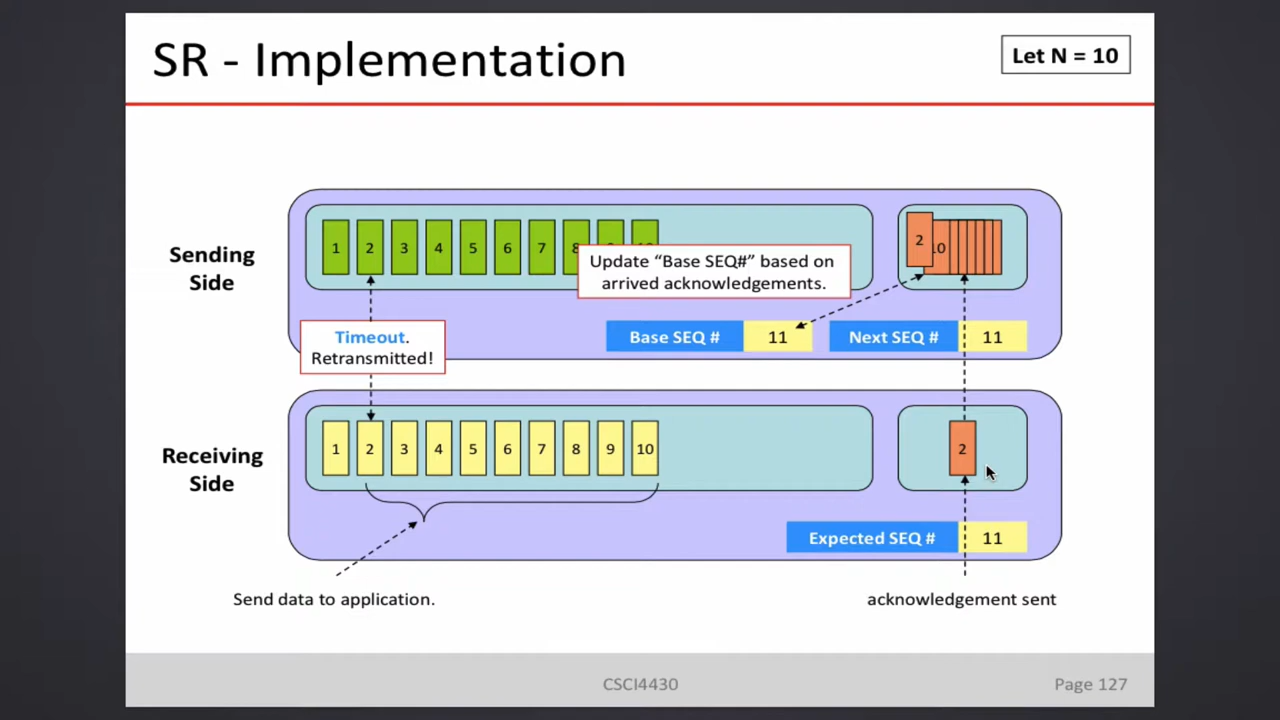 SR - Implementation
Let N = 10
Sending
Side
1 2 3 4 5 6 7 8
2 10
Update “Base SEQ#” based on
arrived acknowledgements.
Timeout.
Retransmitted!
Base SEQ # 11 Next SEQ # 11
Receiving
Side
1 2 3 4 5 6 7 8 9 10
2
Expected SEQ # 11
Send data to application.
acknowledgement sent
CSCI4430
Page 127